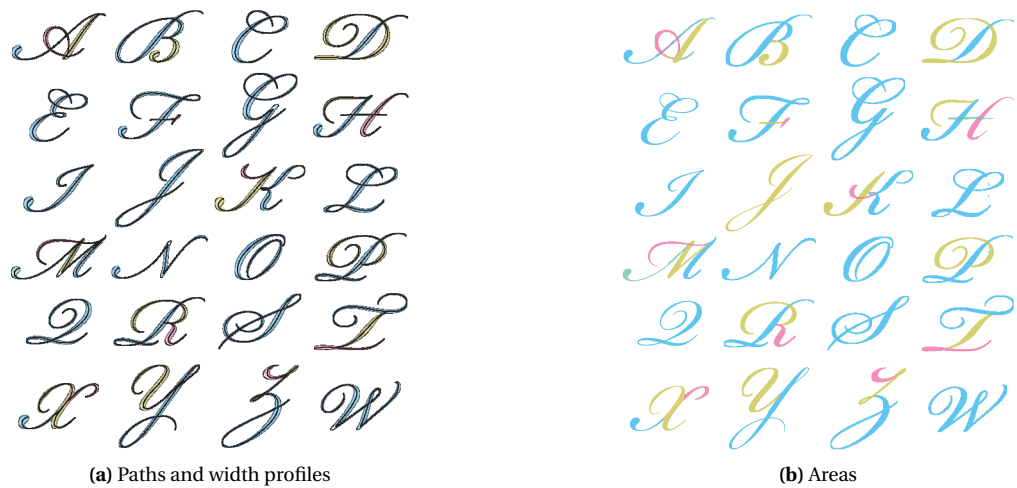 A B C D
E F G H
I J K L
M N O P
Q R S T
X Y Z W
(a) Paths and width profiles
A B C D
E F G H
I J K L
M N O P
Q R S T
X Y Z W
(b) Areas